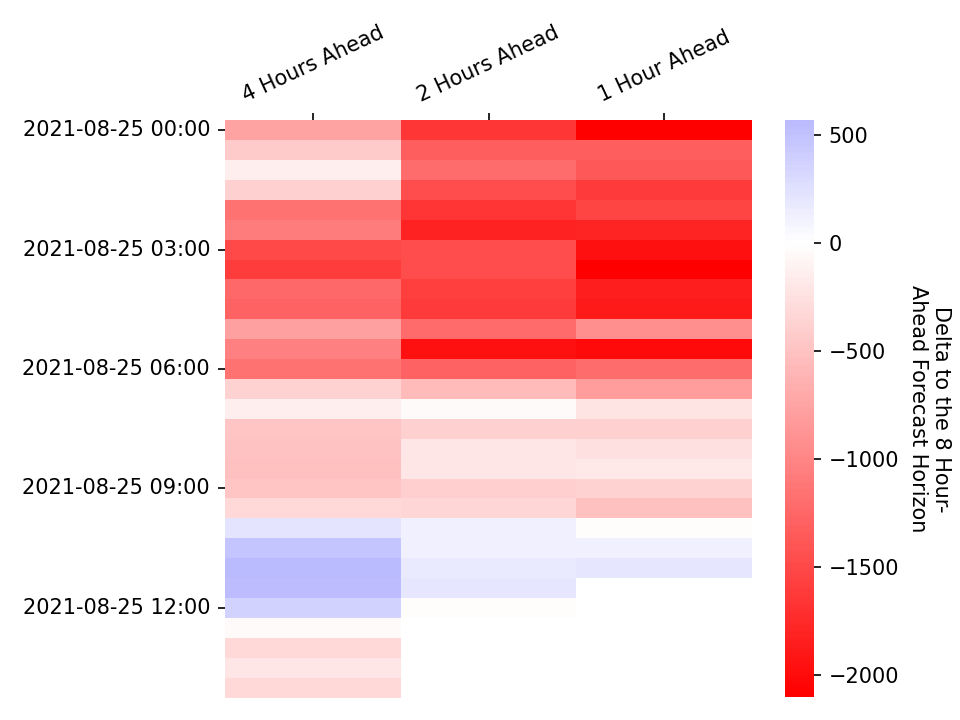 4 Hours Ahead
2 Hours Ahead
1 Hour Ahead
2021-08-25 00:00
2021-08-25 03:00
2021-08-25 06:00
2021-08-25 09:00
2021-08-25 12:00
500
0
−500
−1000
−1500
−2000
Delta to the 8 Hour-
Ahead Forecast Horizon